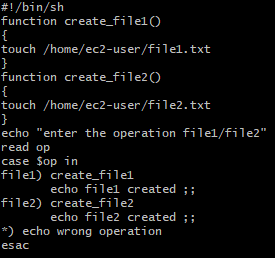 #!/bin/sh
function create_file1()
{
touch /home/ec2-user/file1.txt
}
function create_file2()
{
touch /home/ec2-user/file2.txt
}
echo "enter the operation file1/file2"
read op
case $op in
file1) create_file1
       echo file1 created ;;
file2) create_file2
       echo file2 created ;;
*) echo wrong operation
esac